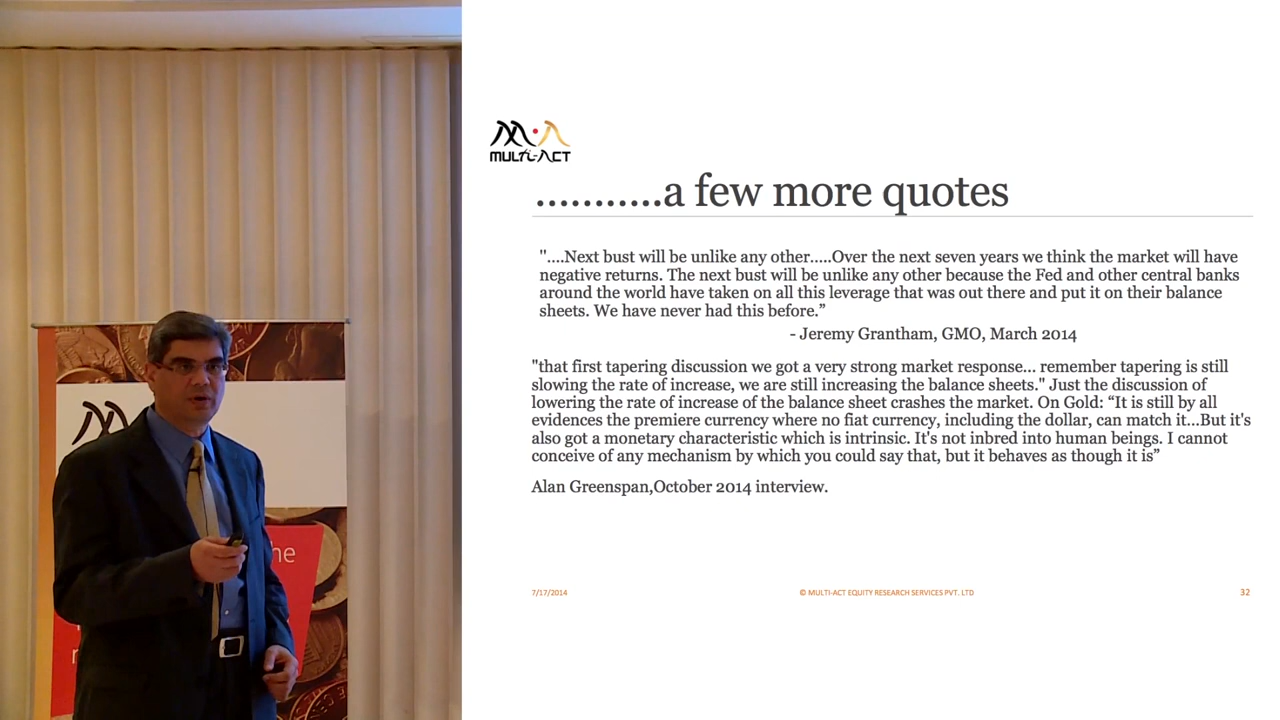 MULTI-ACT
...........a few more quotes
"....Next bust will be unlike any other.....Over the next seven years we think the market will have
negative returns. The next bust will be unlike any other because the Fed and other central banks
around the world have taken on all this leverage that was out there and put it on their balance
sheets. We have never had this before.”
- Jeremy Grantham, GMO, March 2014
"that first tapering discussion we got a very strong market response... remember tapering is still
slowing the rate of increase, we are still increasing the balance sheets." Just the discussion of
lowering the rate of increase of the balance sheet crashes the market. On Gold: “It is still by all
evidences the premiere currency where no fiat currency, including the dollar, can match it...But it's
also got a monetary characteristic which is intrinsic. It's not inbred into human beings. I cannot
conceive of any mechanism by which you could say that, but it behaves as though it is”
Alan Greenspan,October 2014 interview.
7/17/2014
© MULTI-ACT EQUITY RESEARCH SERVICES PVT. LTD
32